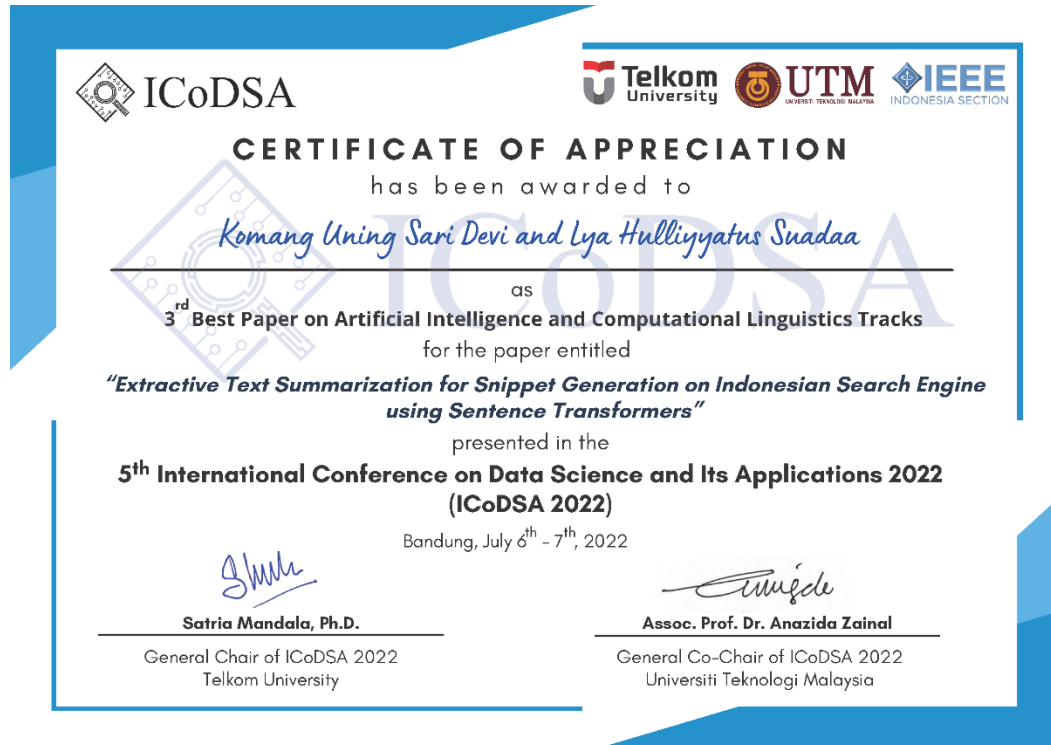 ICoDSA
Telkom University
UTM
UNIVERSITI TEKNOLOGI MALAYSIA
IEEE
INDONESIA SECTION
CERTIFICATE OF APPRECIATION
has been awarded to
Komang Uning Sari Devi and Lya Hulliyyatus Suadaa
ICoDSA
as
3rd Best Paper on Artificial Intelligence and Computational Linguistics Tracks
for the paper entitled
“Extractive Text Summarization for Snippet Generation on Indonesian Search Engine
using Sentence Transformers”
presented in the
5th International Conference on Data Science and Its Applications 2022
(ICoDSA 2022)
Bandung, July 6th - 7th, 2022
Satria Mandala, Ph.D.
General Chair of ICoDSA 2022
Telkom University
Assoc. Prof. Dr. Anazida Zainal
General Co-Chair of ICoDSA 2022
Universiti Teknologi Malaysia